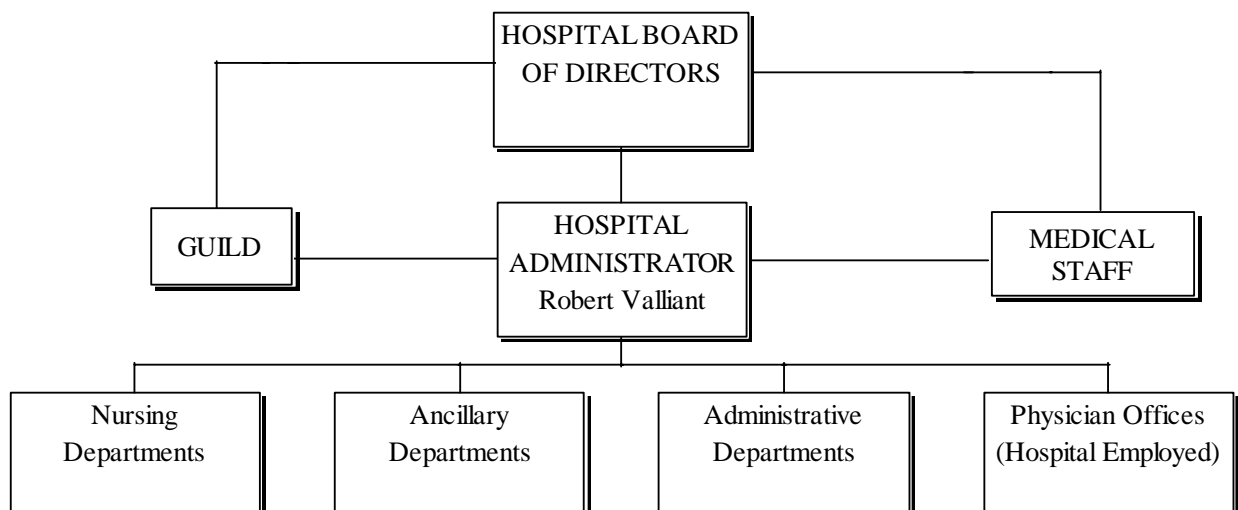 HOSPITAL BOARD
OF DIRECTORS
GUILD
HOSPITAL
ADMINISTRATOR
Robert Valliant
MEDICAL
STAFF
Nursing
Departments
Ancillary
Departments
Administrative
Departments
Physician Offices
(Hospital Employed)